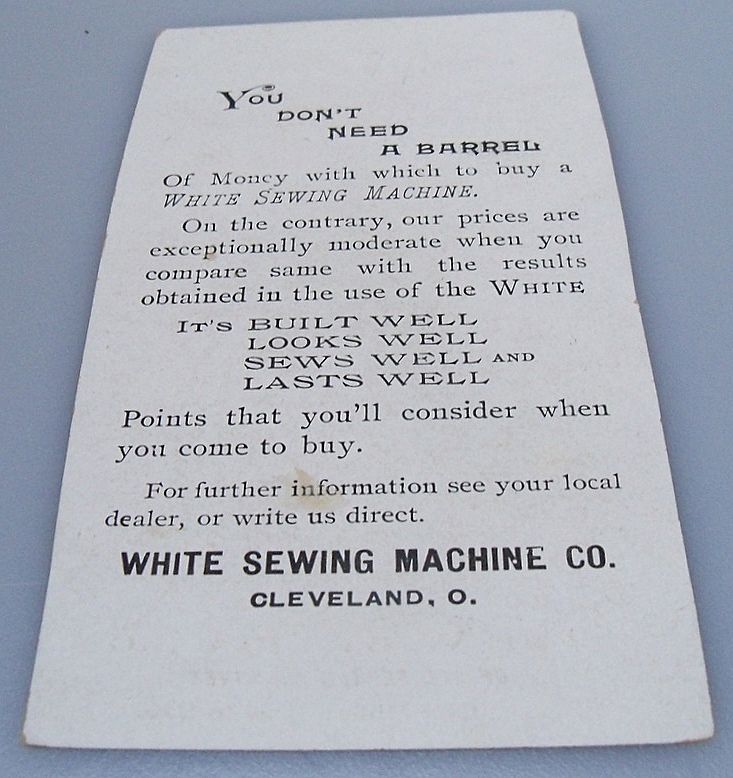 You
DON'T
NEED
A BARREL
Of Money with which to buy a
WHITE SEWING MACHINE.
On the contrary, our prices are
exceptionally moderate when you
compare same with the results
obtained in the use of the WHITE
IT'S BUILT WELL
LOOKS WELL
SEWS WELL AND
LASTS WELL
Points that you'll consider when
you come to buy.
For further information see your local
dealer, or write us direct.
WHITE SEWING MACHINE CO.
CLEVELAND, O.